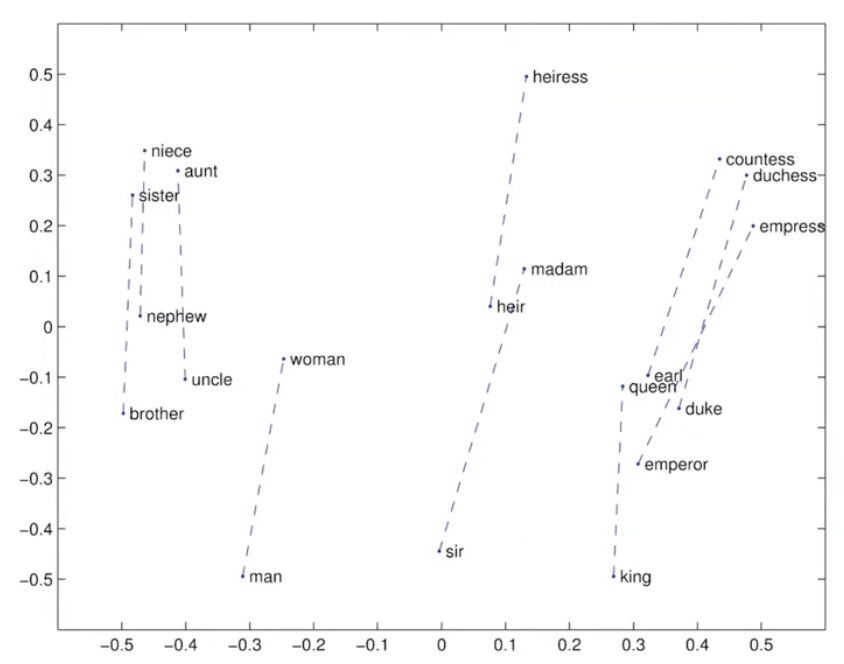 heiress
0.5
0.4
niece
countess
aunt
duchess
0.3
sister
empress
0.2
madam
0.1
heir
nephew
0
woman
earl
−0.1
uncle
queen
duke
brother
−0.2
emperor
−0.3
−0.4
sir
man
king
−0.5
−0.5 −0.4 −0.3 −0.2 −0.1 0 0.1 0.2 0.3 0.4 0.5